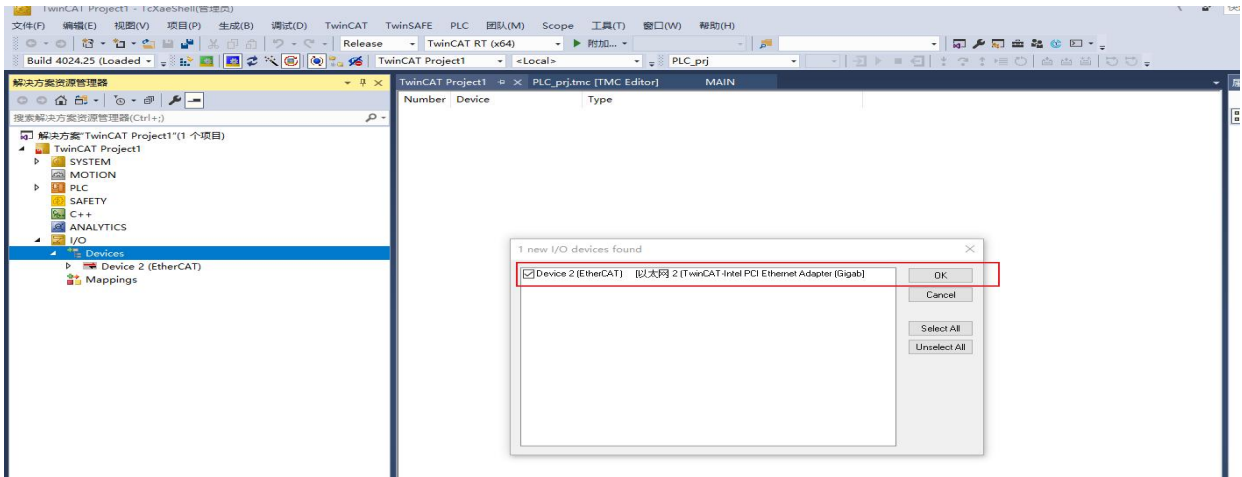 TwinCAT Project1 - TcXaeShell(管理员)
文件(F) 编辑(E) 视图(V) 项目(P) 生成(B) 调试(D) TwinCAT TwinSAFE PLC 团队(M) Scope 工具(T) 窗口(W) 帮助(H)
Release TwinCAT RT (x64) 附加...
Build 4024.25 (Loaded TwinCAT Project1 <Local> PLC_prj
解决方案资源管理器
搜索解决方案资源管理器(Ctrl+;)
解决方案"TwinCAT Project1"(1 个项目)
TwinCAT Project1
SYSTEM
MOTION
PLC
SAFETY
C++
ANALYTICS
I/O
Devices
Device 2 (EtherCAT)
Mappings
TwinCAT Project1 PLC_prj.tmc [TMC Editor] MAIN
Number Device Type
1 new I/O devices found
Device 2 (EtherCAT) [以太网 2 (TwinCAT-Intel PCI Ethernet Adapter (Gigab]
OK
Cancel
Select All
Unselect All